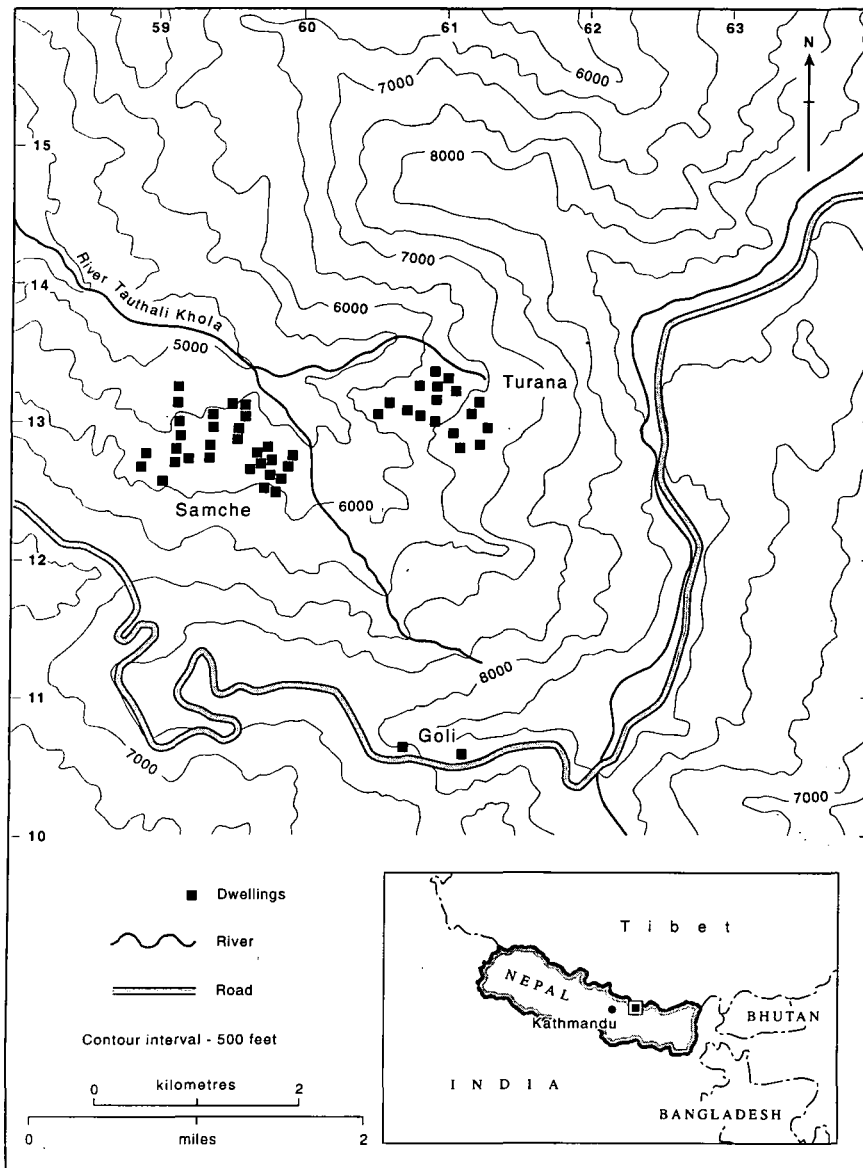 59 60 61 62 63
N
6000
7000
15
8000
7000
14
River Tauthali Khola
6000
5000
Turana
13
6000
Samche
12
11
8000
Goli
7000
7000
10
Dwellings
River
Road
Contour interval - 500 feet
0 kilometres 2
0 miles 2
Tibet
NEPAL
Kathmandu
BHUTAN
INDIA
BANGLADESH